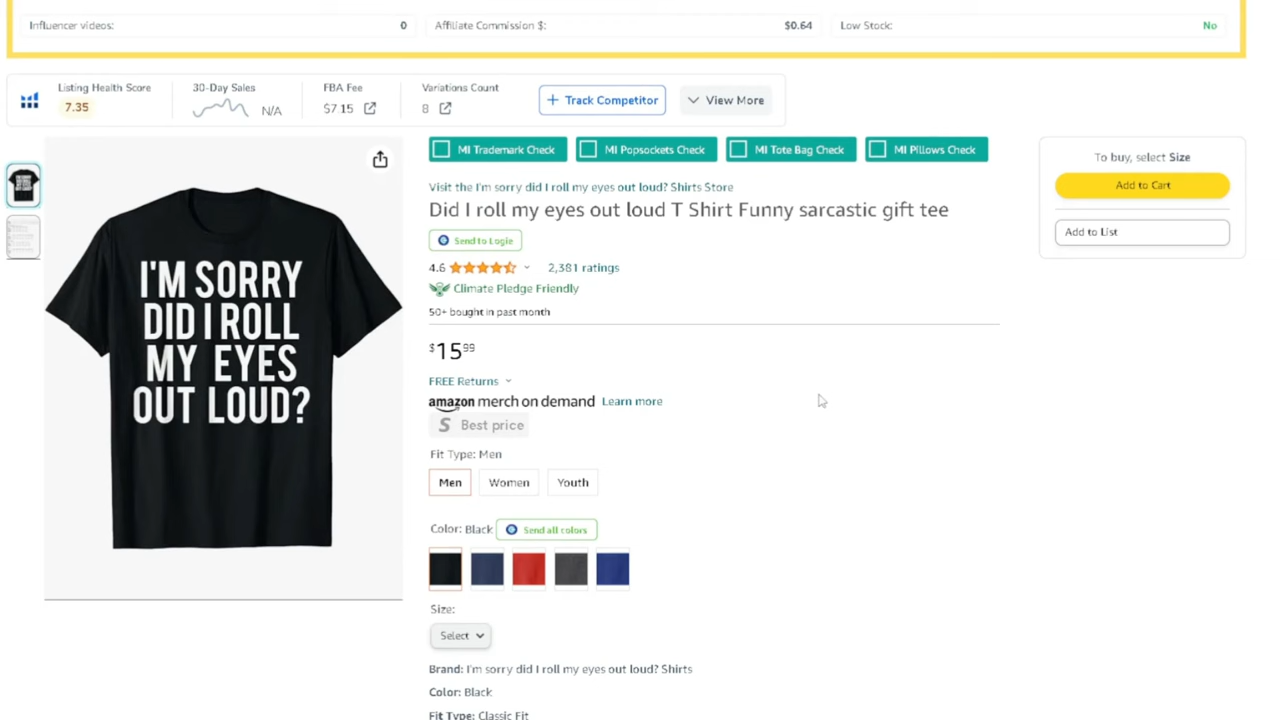 Influencer videos: 0 Affiliate Commission $: $0.64 Low Stock: No
Listing Health Score 30-Day Sales FBA Fee Variations Count
7.35 N/A $7.15 8
+ Track Competitor View More
MI Trademark Check MI Popsockets Check MI Tote Bag Check MI Pillows Check
Visit the I'm sorry did I roll my eyes out loud? Shirts Store
Did I roll my eyes out loud T Shirt Funny sarcastic gift tee
Send to Logie
4.6 2,381 ratings
Climate Pledge Friendly
50+ bought in past month
$15.99
FREE Returns
amazon merch on demand Learn more
S Best price
Fit Type: Men
Men Women Youth
Color: Black Send all colors
Size:
Select
Brand: I'm sorry did I roll my eyes out loud? Shirts
Color: Black
Fit Type: Classic Fit
I'M SORRY
DID I ROLL
MY EYES
OUT LOUD?
To buy, select Size
Add to Cart
Add to List